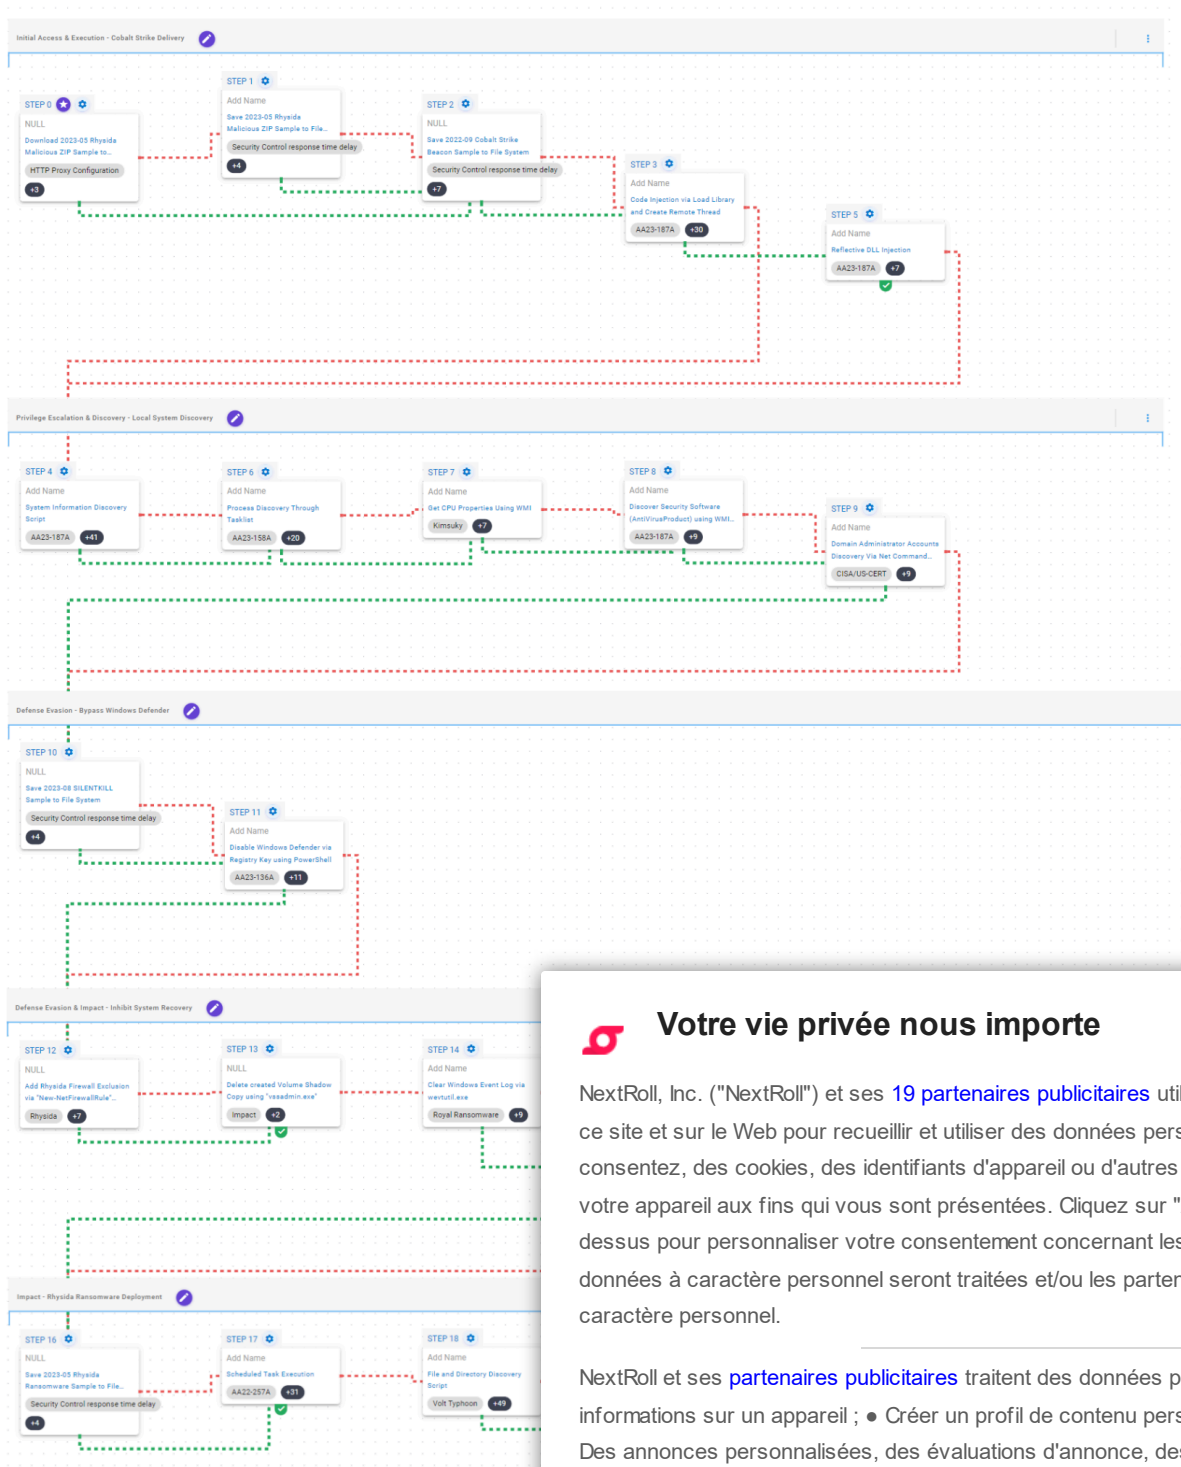 Initial Access & Execution - Cobalt Strike Delivery
STEP 0
NULL
Download 2023-05 Rhysida
Malicious ZIP Sample to...
HTTP Proxy Configuration
+3
STEP 1
Add Name
Save 2023-05 Rhysida
Malicious ZIP Sample to File...
Security Control response time delay
+4
STEP 2
NULL
Save 2022-09 Cobalt Strike
Beacon Sample to File System
Security Control response time delay
+7
STEP 3
Add Name
Code Injection via Load Library
and Create Remote Thread
AA23-187A +30
STEP 5
Add Name
Reflective DLL Injection
AA23-187A +7
Privilege Escalation & Discovery - Local System Discovery
STEP 4
Add Name
System Information Discovery
Script
AA23-187A +41
STEP 6
Add Name
Process Discovery Through
Tasklist
AA23-158A +20
STEP 7
Add Name
Get CPU Properties Using WMI
Kimsuky +7
STEP 8
Add Name
Discover Security Software
(AntiVirusProduct) using WMI...
AA23-187A +9
STEP 9
Add Name
Domain Administrator Accounts
Discovery Via Net Command...
CISA/US-CERT +9
Defense Evasion - Bypass Windows Defender
STEP 10
NULL
Save 2023-08 SILENTKILL
Sample to File System
Security Control response time delay
+4
STEP 11
Add Name
Disable Windows Defender via
Registry Key using PowerShell
AA23-136A +11
Defense Evasion & Impact - Inhibit System Recovery
STEP 12
NULL
Add Rhysida Firewall Exclusion
via "New-NetFirewallRule"...
Rhysida +7
STEP 13
NULL
Delete created Volume Shadow
Copy using "vssadmin.exe"
Impact +2
STEP 14
Add Name
Clear Windows Event Log via
wevtutil.exe
Royal Ransomware +9
Impact - Rhysida Ransomware Deployment
STEP 16
NULL
Save 2023-05 Rhysida
Ransomware Sample to File...
Security Control response time delay
+4
STEP 17
Add Name
Scheduled Task Execution
AA22-257A +31
STEP 18
Add Name
File and Directory Discovery
Script
Volt Typhoon +49
Votre vie privée nous importe
NextRoll, Inc. ("NextRoll") et ses 19 partenaires publicitaires util
ce site et sur le Web pour recueillir et utiliser des données pers
consentez, des cookies, des identifiants d'appareil ou d'autres
votre appareil aux fins qui vous sont présentées. Cliquez sur "
dessus pour personnaliser votre consentement concernant les
données à caractère personnel seront traitées et/ou les parten
caractère personnel.
NextRoll et ses partenaires publicitaires traitent des données p
informations sur un appareil ; ● Créer un profil de contenu pers
Des annonces personnalisées, des évaluations d'annonce, des